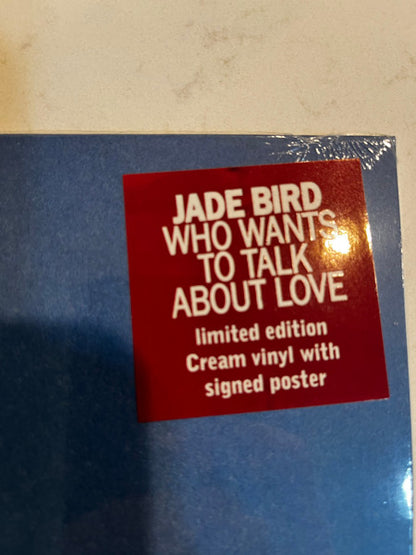 JADE BIRD
WHO WANTS
TO TALK
ABOUT LOVE
limited edition
Cream vinyl with
signed poster